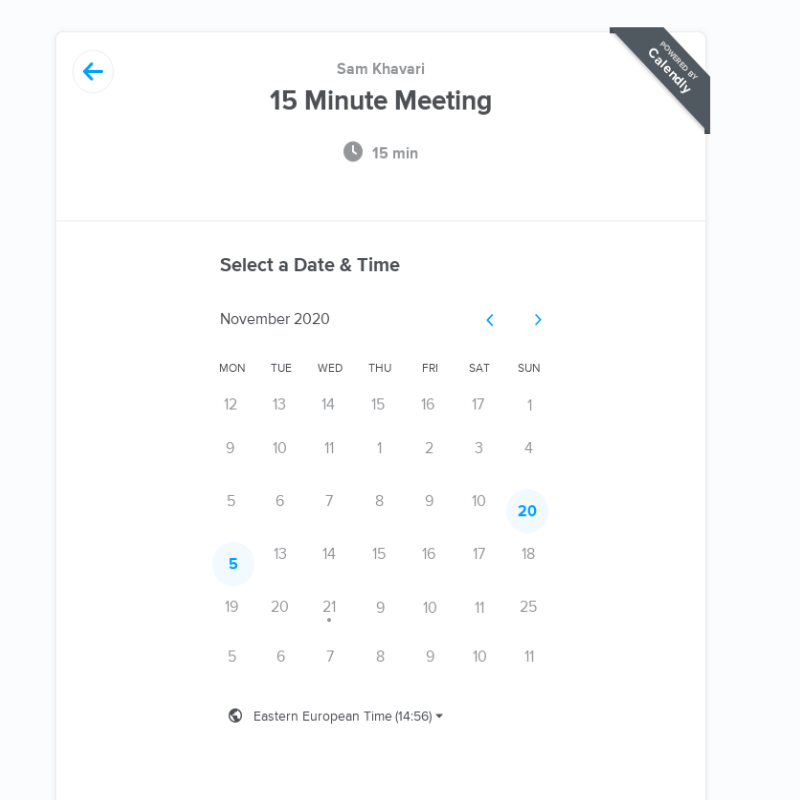 Sam Khavari
15 Minute Meeting
POWERED BY
Calendly
15 min
Select a Date & Time
November 2020
MON TUE WED THU FRI SAT SUN
12 13 14 15 16 17 1
9 10 11 1 2 3 4
5 6 7 8 9 10 20
5 13 14 15 16 17 18
19 20 21 9 10 11 25
5 6 7 8 9 10 11
Eastern European Time (14:56)